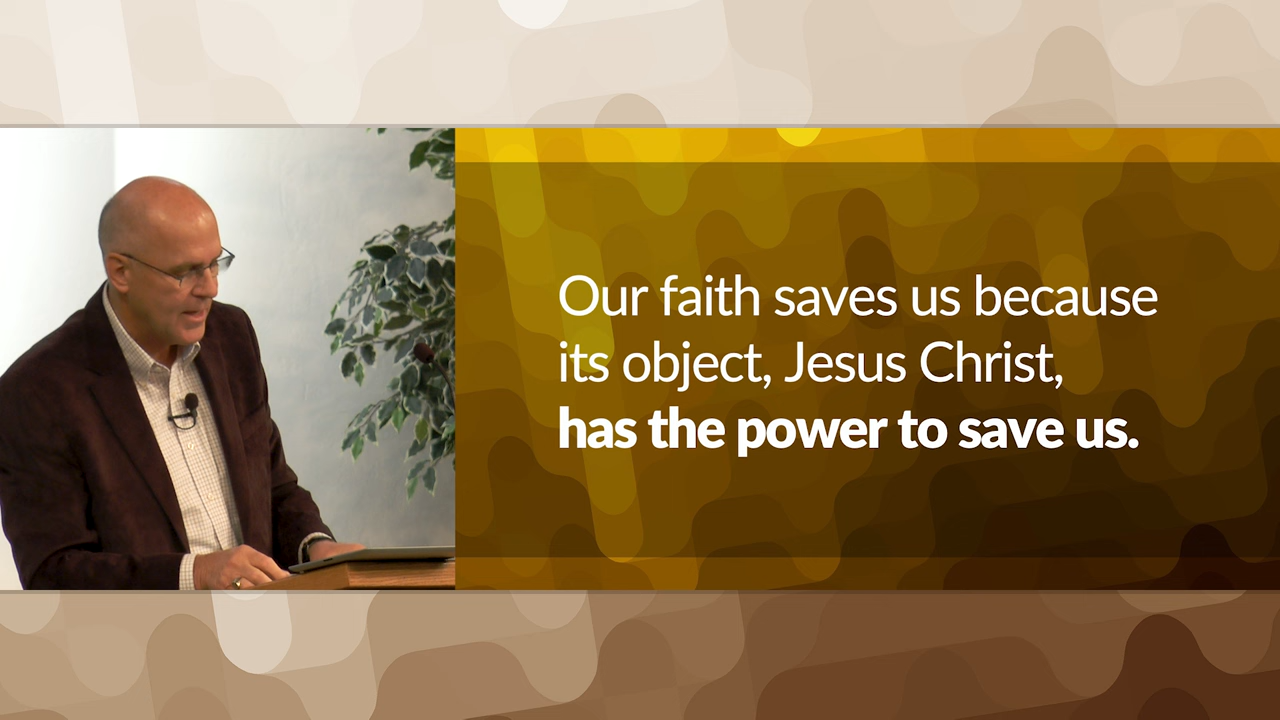 Our faith saves us because
its object, Jesus Christ,
has the power to save us.